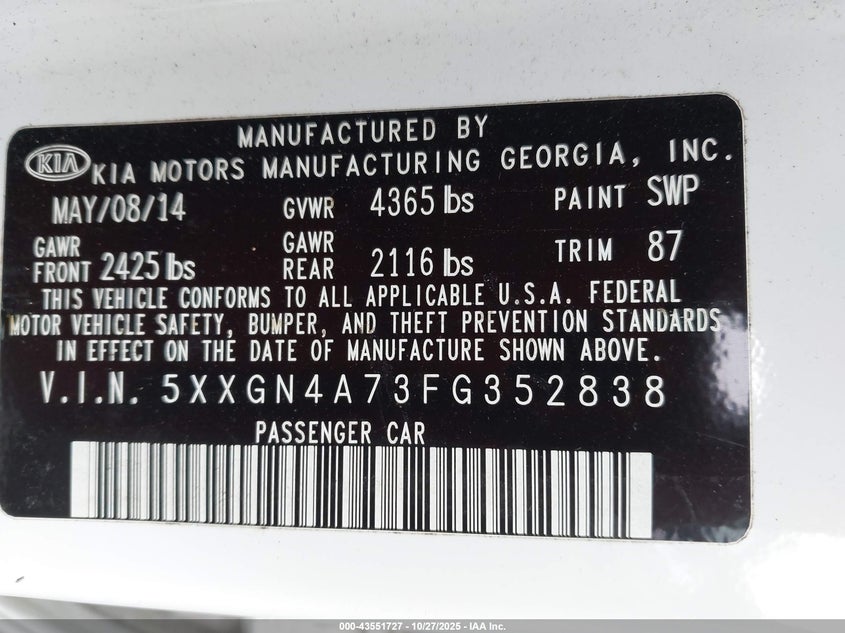 MANUFACTURED BY
KIA KIA MOTORS MANUFACTURING GEORGIA, INC.
MAY/08/14 GVWR 4365 lbs PAINT SWP
GAWR FRONT 2425 lbs GAWR REAR 2116 lbs TRIM 87
THIS VEHICLE CONFORMS TO ALL APPLICABLE U.S.A. FEDERAL
MOTOR VEHICLE SAFETY, BUMPER, AND THEFT PREVENTION STANDARDS
IN EFFECT ON THE DATE OF MANUFACTURE SHOWN ABOVE.
V.I.N. 5XXGN4A73FG352838
PASSENGER CAR
000-43551727 - 10/27/2025 - IAA Inc.